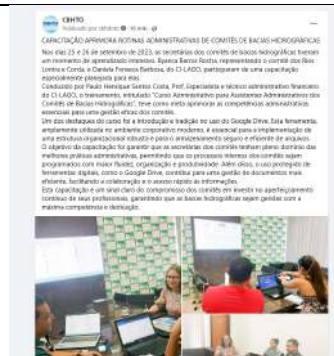 CBHTO
CAPACITAÇÃO APRIMORA ROTINAS ADMINISTRATIVAS DE COMITÊS DE BACIAS HIDROGRÁFICAS
Nos dias 25 e 26 de setembro de 2023, as secretárias dos comitês de bacias hidrográficas tiveram
um momento de aprendizado intensivo. Barros Rocha, representando o comitê dos Rios
Lontra e Corda, e Daniela Fonseca Barbosa, do CI-LAGO, participaram de uma capacitação
especialmente planejada para elas.
Conduzido por Paulo Henrique Santos Costa, Prof. Especialista e técnico administrativo financeiro
do CI-LAGO, o treinamento, intitulado "Curso Administrativo para Assistentes Administrativos dos
Comitês de Bacias Hidrográficas", teve como meta aprimorar as competências administrativas
essenciais para uma gestão eficaz dos comitês.
Um dos destaques do curso foi a introdução e tradição no uso do Google Drive. Esta ferramenta,
amplamente utilizada no ambiente corporativo moderno, é essencial para a implementação de
uma estrutura organizacional robusta e para o armazenamento seguro e eficiente de arquivos.
O objetivo da capacitação foi garantir que as secretárias dos comitês tenham pleno domínio das
melhores práticas administrativas, permitindo que os processos internos dos comitês sejam
programados com maior fluidez, organização e produtividade. Além disso, o uso protegido de
ferramentas digitais, como o Google Drive, contribui para uma gestão de documentos mais
eficiente, facilitando a colaboração e o acesso rápido às informações.
Esta capacitação é um sinal claro do compromisso dos comitês em investir no aperfeiçoamento
contínuo de seus profissionais, garantindo que as bacias hidrográficas sejam geridas com a
máxima competência e dedicação.